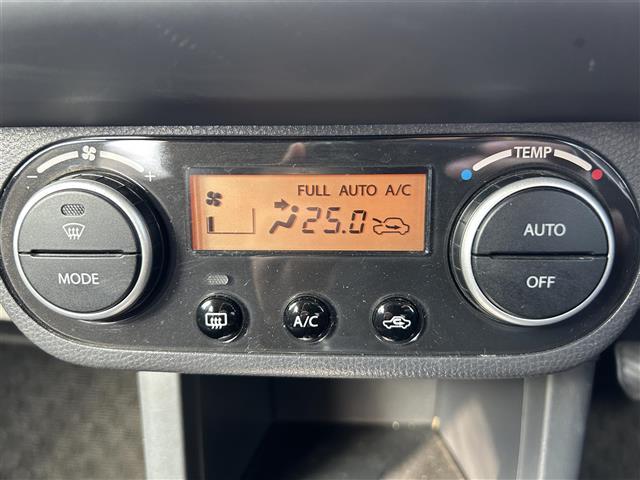 - +
TEMP
FULL AUTO A/C
25.0
MODE
AUTO
OFF
A/C